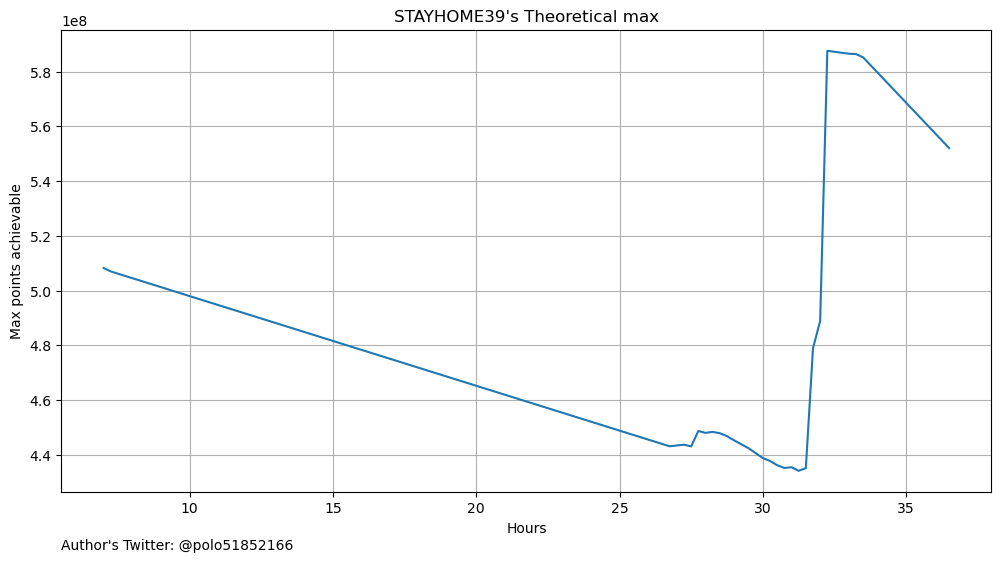 STAYHOME39's Theoretical max
1e8
5.8
5.6
5.4
5.2
5.0
4.8
4.6
4.4
Max points achievable
10 15 20 25 30 35
Hours
Author's Twitter: @polo51852166